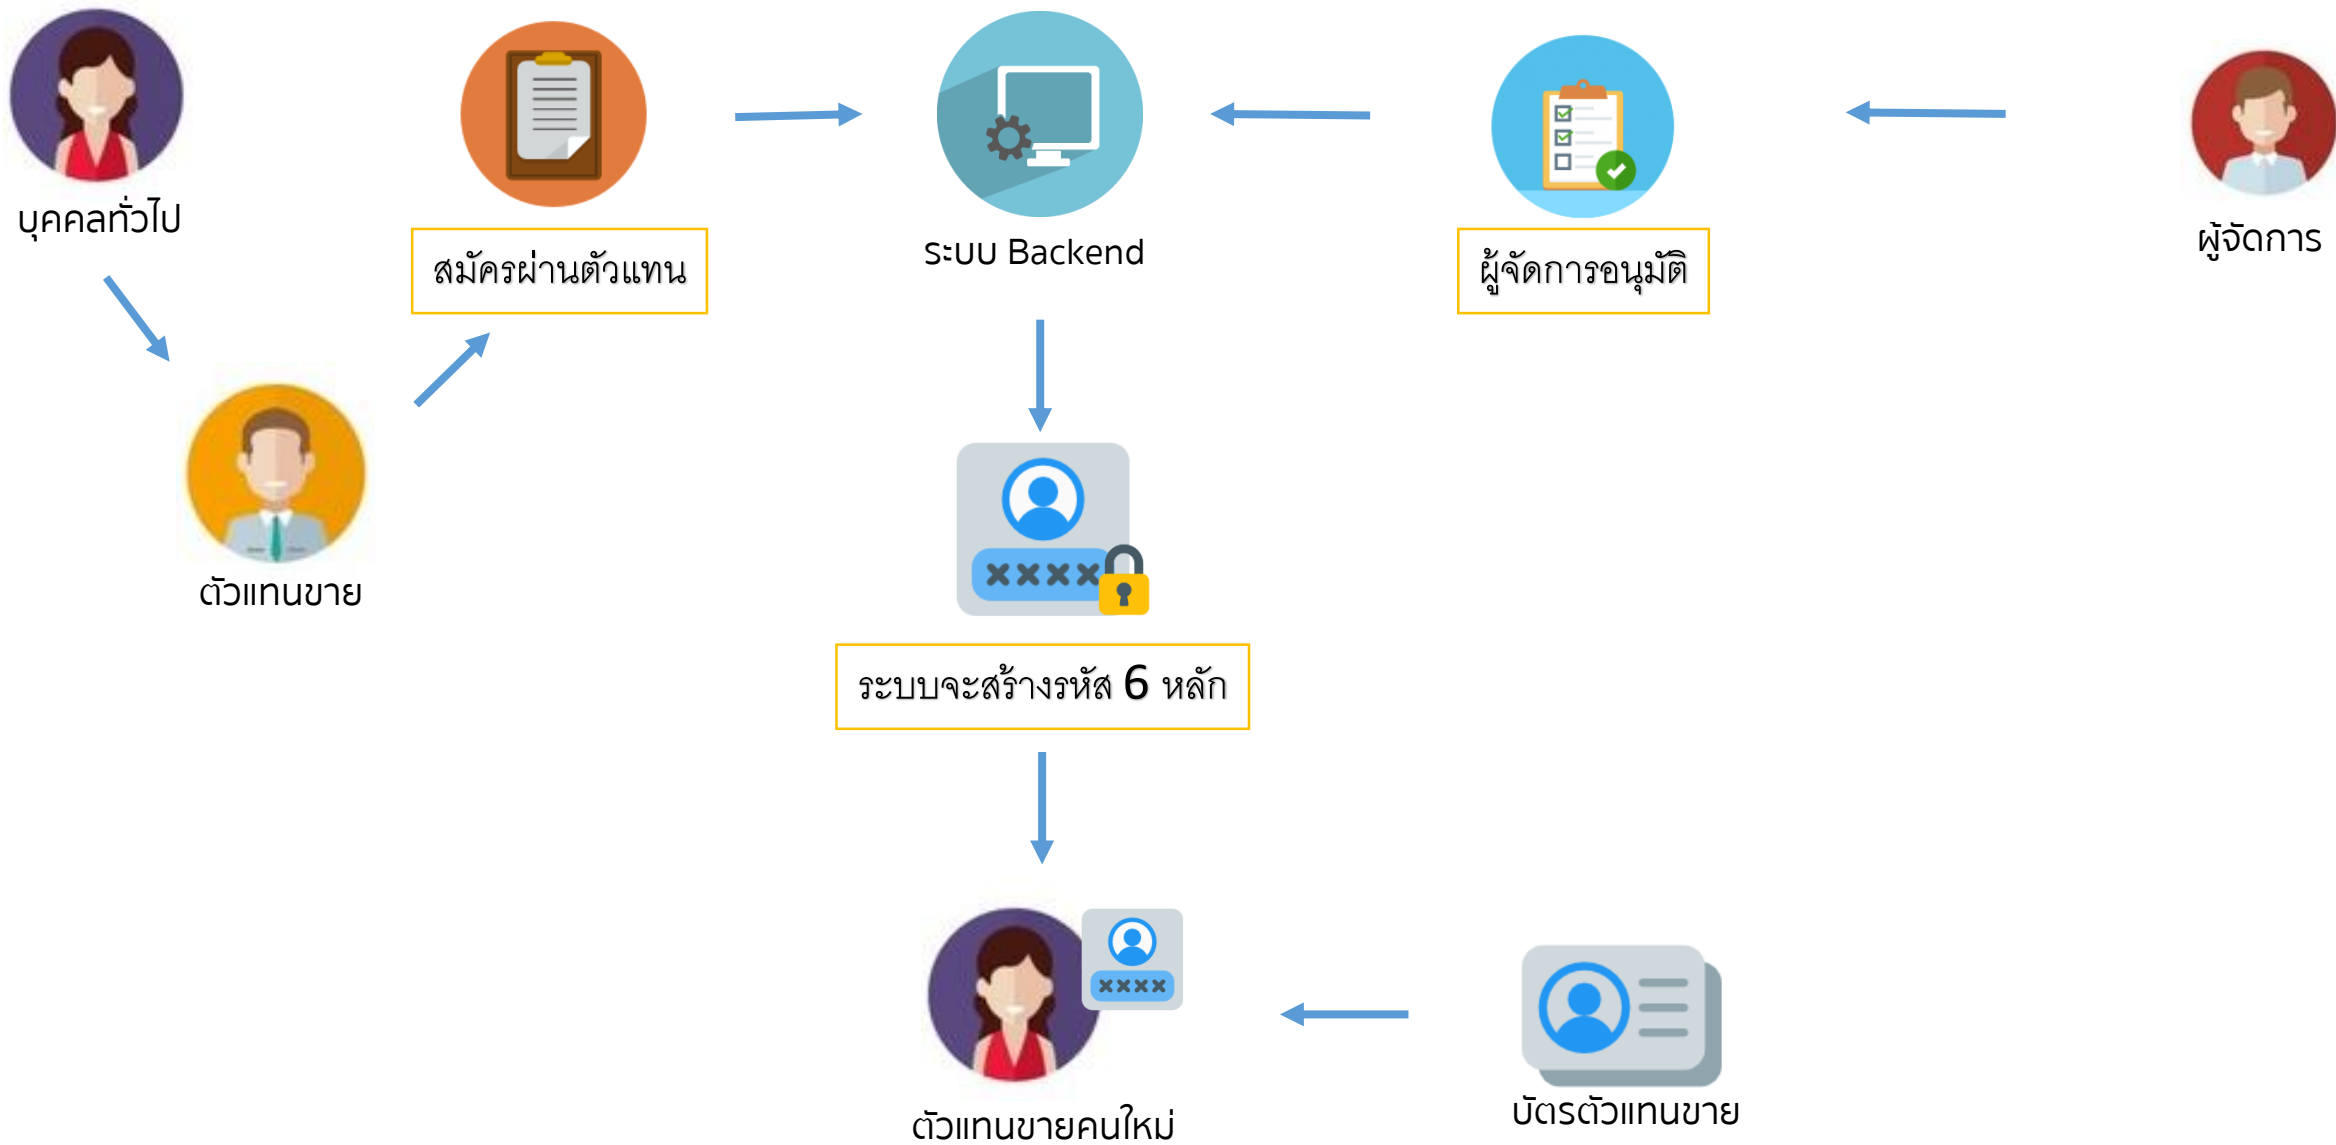 บุคคลทั่วไป
สมัครผ่านตัวแทน
ระบบ Backend
ผู้จัดการอนุมัติ
ผู้จัดการ
ตัวแทนขาย
ระบบจะสร้างรหัส 6 หลัก
ตัวแทนขายคนใหม่
บัตรตัวแทนขาย